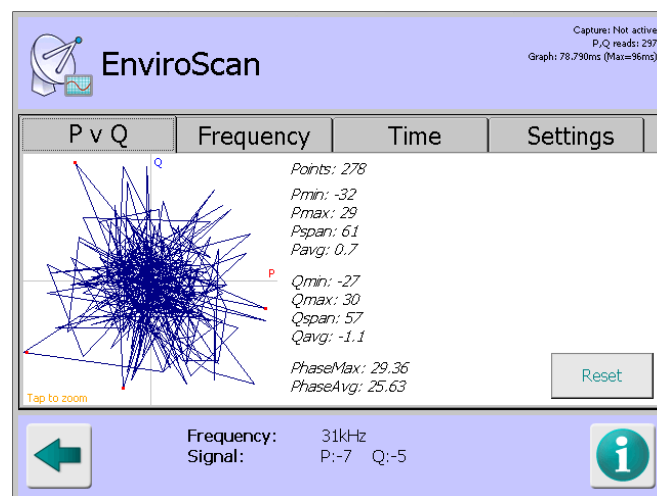 Capture: Not active
P,Q reads: 297
Graph: 78.790ms (Max=96ms)
EnviroScan
P v Q
Frequency
Time
Settings
Q
P
Tap to zoom
Points: 278
Pmin: -32
Pmax: 29
Pspan: 61
Pavg: 0.7
Qmin: -27
Qmax: 30
Qspan: 57
Qavg: -1.1
PhaseMax: 29.36
PhaseAvg: 25.63
Reset
Frequency: 31kHz
Signal: P:-7 Q:-5
i